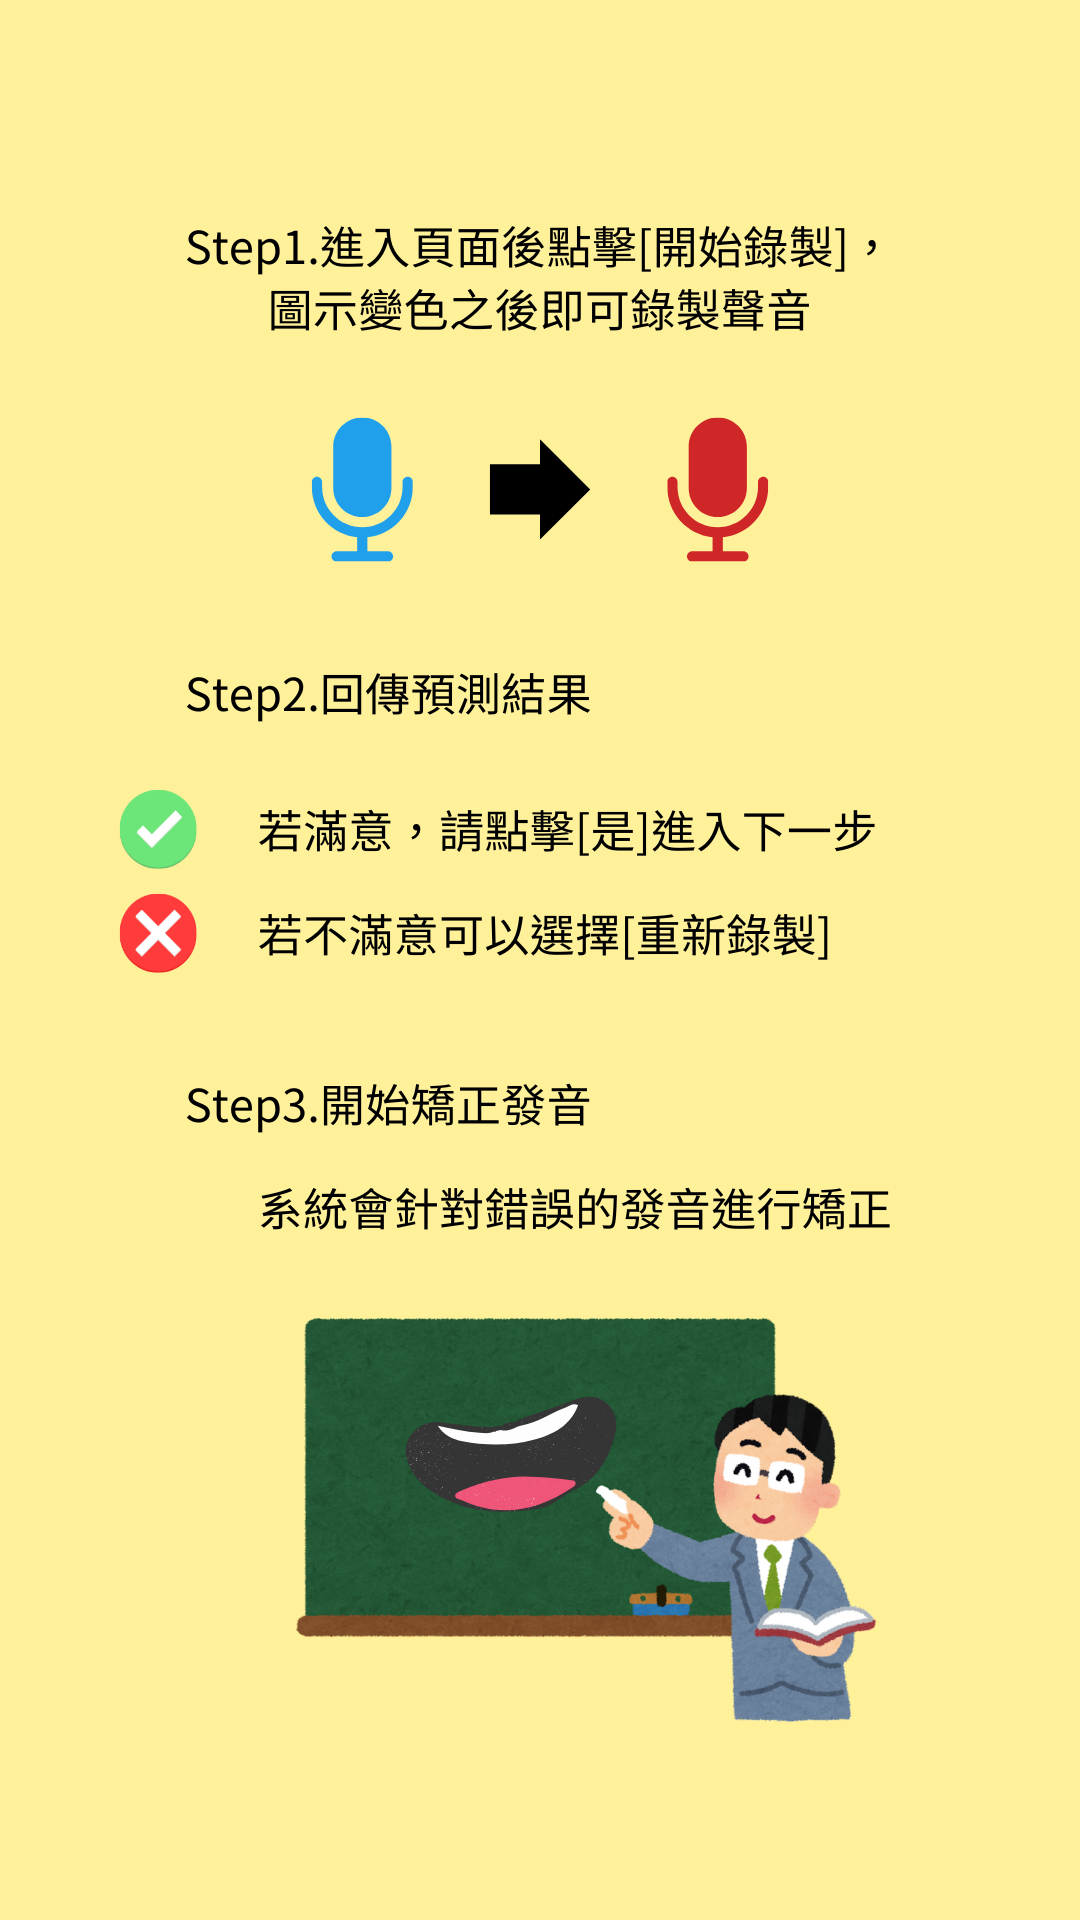 Step1.進入頁面後點擊[開始錄製]，
圖示變色之後即可錄製聲音
Step2.回傳預測結果
若滿意，請點擊[是]進入下一步
若不滿意可以選擇[重新錄製]
Step3.開始矯正發音
系統會針對錯誤的發音進行矯正